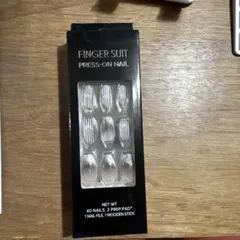 FINGER SUIT
PRESS-ON NAIL
NET WT
40 NAILS, 2 PREP PAD
1 NAIL FILE, 1 WOODEN STICK